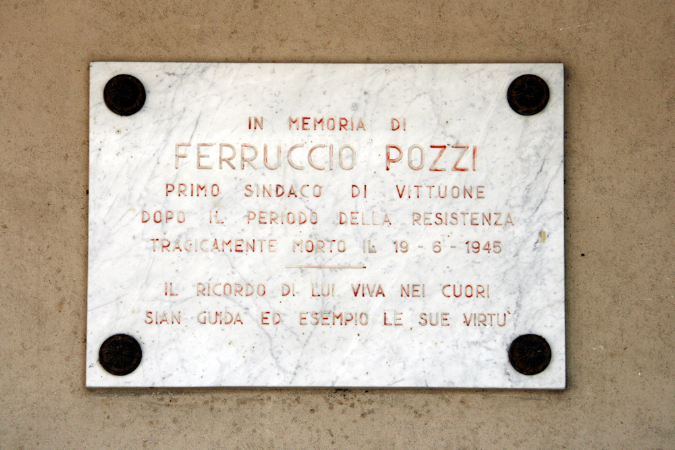 IN MEMORIA DI
FERRUCCIO POZZI
PRIMO SINDACO DI VITTUONE
DOPO IL PERIODO DELLA RESISTENZA
TRAGICAMENTE MORTO IL 19-6-1945
IL RICORDO DI LUI VIVA NEI CUORI
SIAN GUIDA ED ESEMPIO LE SUE VIRTU'